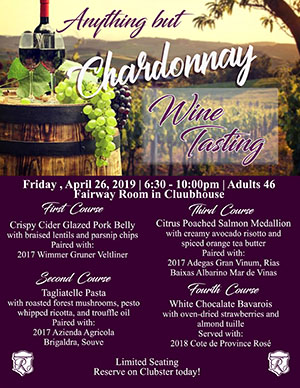 Anything but
Chardonnay
Wine
Tasting
Friday , April 26, 2019 | 6:30 - 10:00pm | Adults 46
Fairway Room in Cluubhouse
First Course
Crispy Cider Glazed Pork Belly
with braised lentils and parsnip chips
Paired with:
2017 Wimmer Gruner Veltliner
Second Course
Tagliatelle Pasta
with roasted forest mushrooms, pesto
whipped ricotta, and trouffle oil
Paired with:
2017 Azienda Agricola
Brigaldra, Souve
Third Course
Citrus Poached Salmon Medallion
with creamy avocado risotto and
spiced orange tea butter
Paired with:
2017 Adegas Gran Vinum, Rias
Baixas Albarino Mar de Vinas
Fourth Course
White Chocalate Bavarois
with oven-dried strawberries and
almond tuille
Served with:
2018 Cote de Province Rosé
R
Limited Seating
Reserve on Clubster today!
R